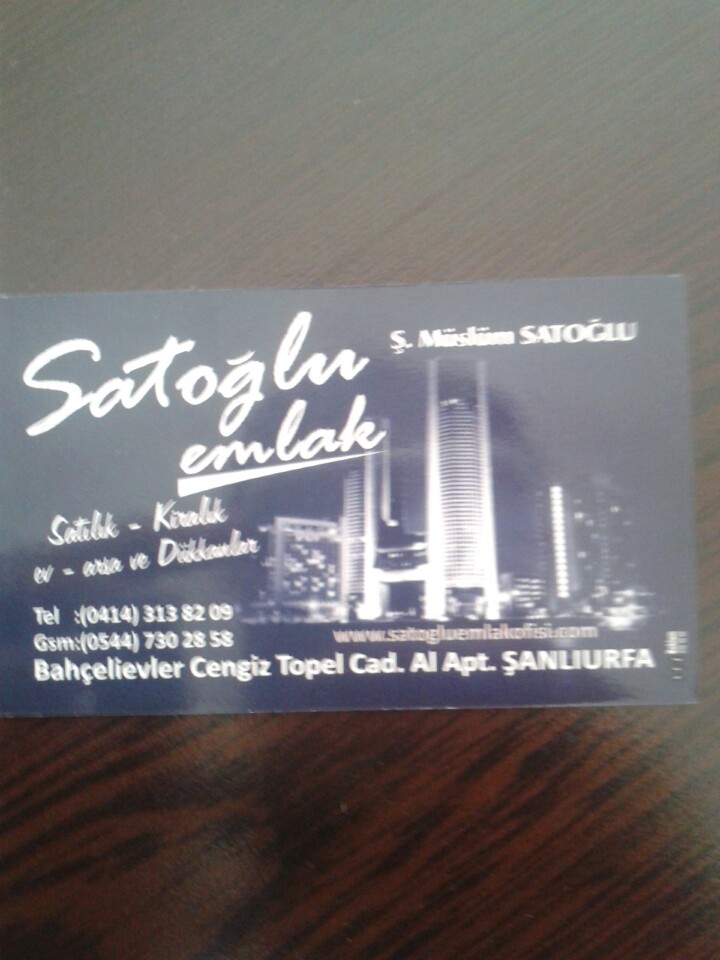 Satoğlu
emlak
Ş. Müslüm SATOĞLU
Satılık - Kiralık
ev - arsa ve Dükkanlar
Tel :(0414) 313 82 09
Gsm:(0544) 730 28 58
www.satogluemlakofisi.com
Bahçelievler Cengiz Topel Cad. Al Apt. ŞANLIURFA